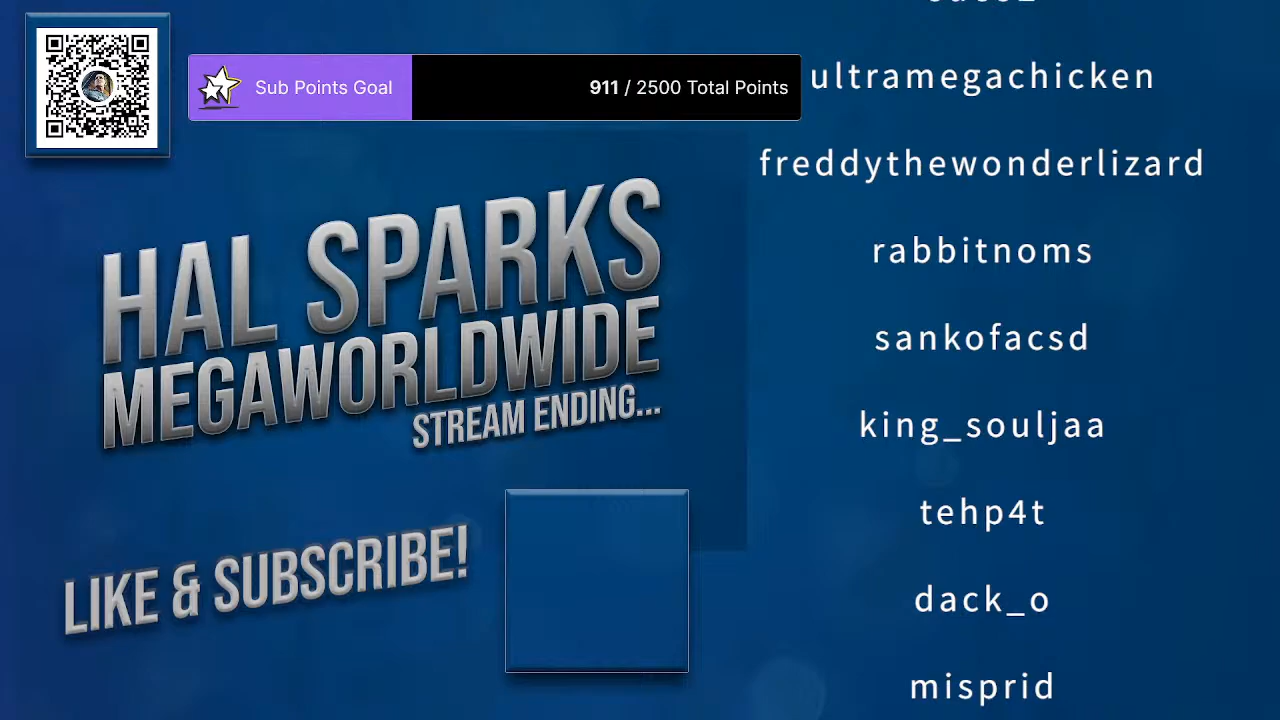 Sub Points Goal
911 / 2500 Total Points
HAL SPARKS
MEGAWORLDWIDE
STREAM ENDING...
LIKE & SUBSCRIBE!
ultramegachicken
freddythewonderlizard
rabbitnoms
sankofacsd
king_souljaa
tehp4t
dack_o
misprid